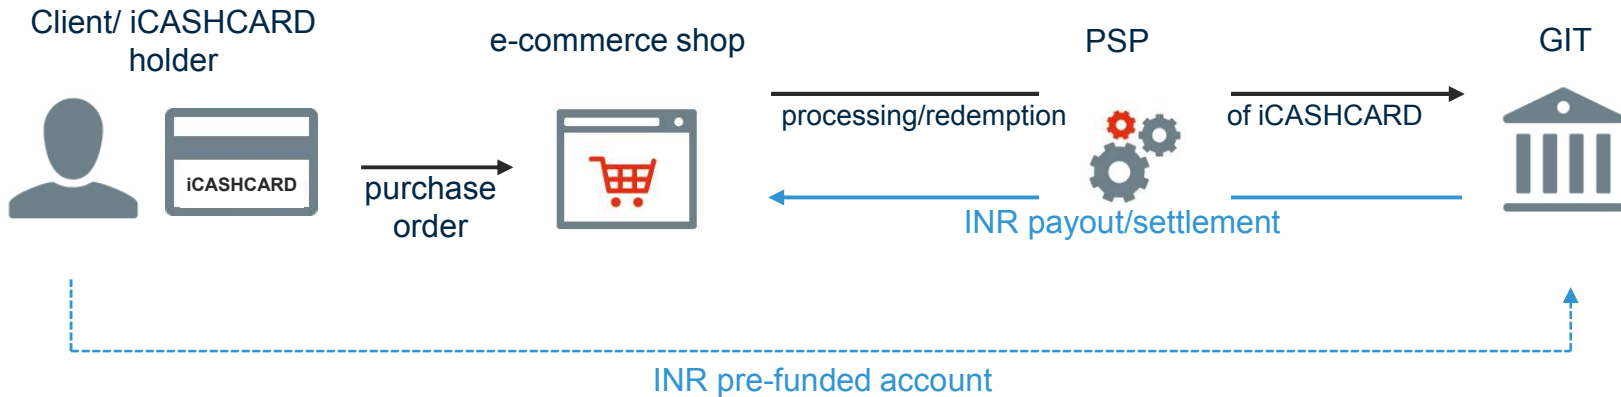 Client/ iCASHCARD
holder
e-commerce shop
PSP
GIT
iCASHCARD
purchase
order
processing/redemption
of iCASHCARD
INR payout/settlement
INR pre-funded account